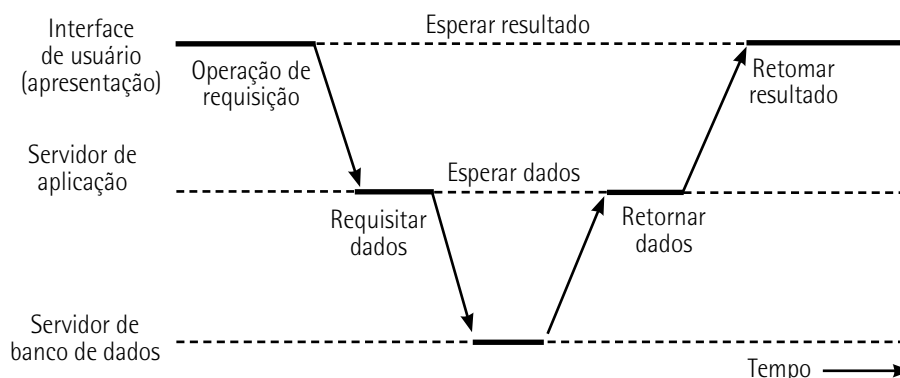 Interface
de usuário
(apresentação)
Esperar resultado
Operação de
requisição
Retomar
resultado
Servidor de
aplicação
Esperar dados
Requisitar
dados
Retornar
dados
Servidor de
banco de dados
Tempo